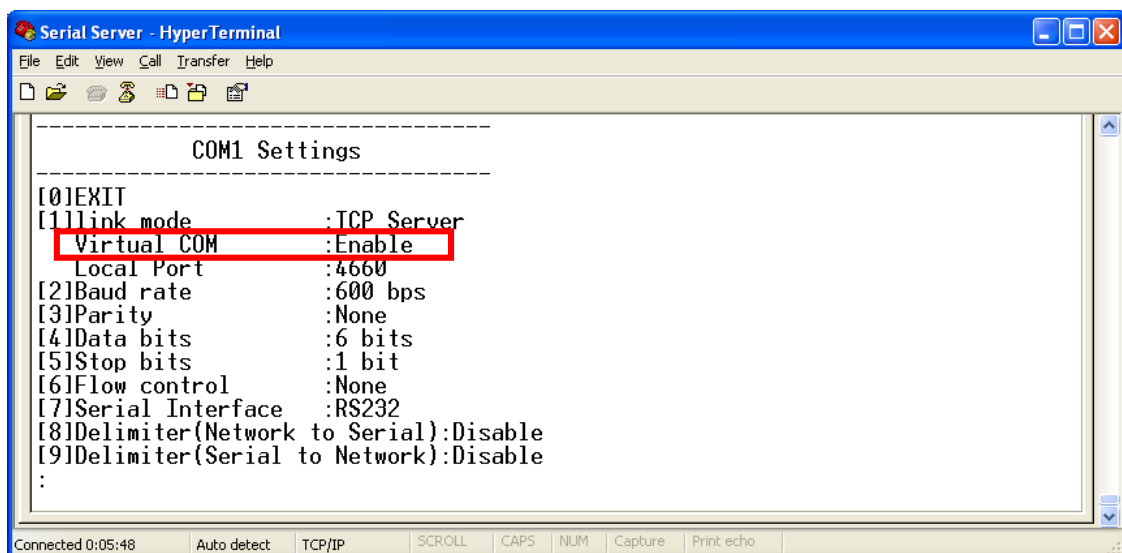 Serial Server - HyperTerminal
File Edit View Call Transfer Help
-----------------------------------
COM1 Settings
-----------------------------------
[0]EXIT
[1]link mode :TCP Server
Virtual COM :Enable
Local Port :4660
[2]Baud rate :600 bps
[3]Parity :None
[4]Data bits :6 bits
[5]Stop bits :1 bit
[6]Flow control :None
[7]Serial Interface :RS232
[8]Delimiter(Network to Serial):Disable
[9]Delimiter(Serial to Network):Disable
:
Connected 0:05:48 Auto detect TCP/IP SCROLL CAPS NUM Capture Print echo